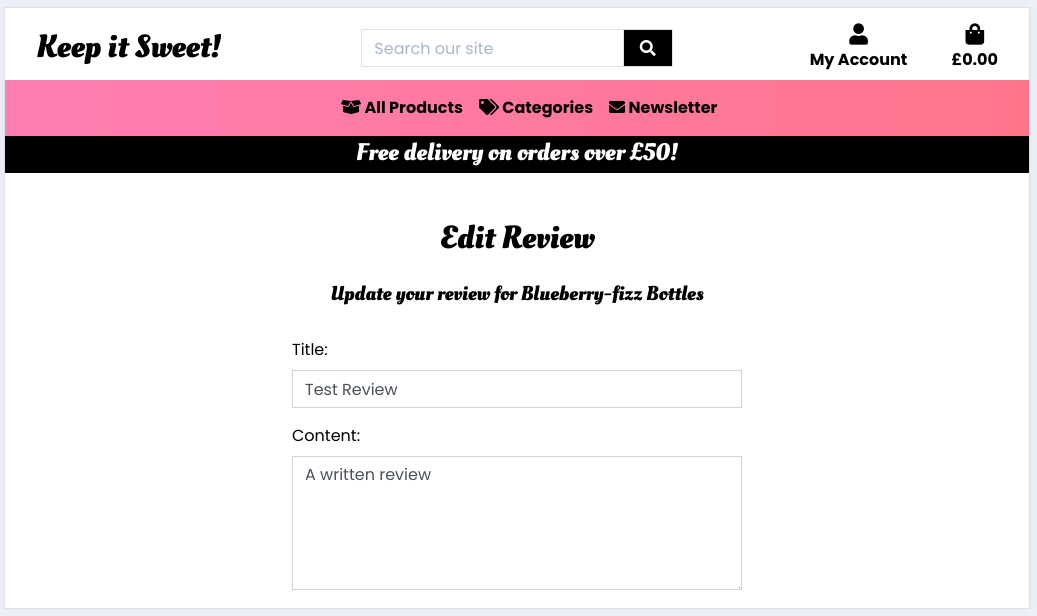 Keep it Sweet!
Search our site
My Account
£0.00
All Products
Categories
Newsletter
Free delivery on orders over £50!
Edit Review
Update your review for Blueberry-fizz Bottles
Title:
Test Review
Content:
A written review